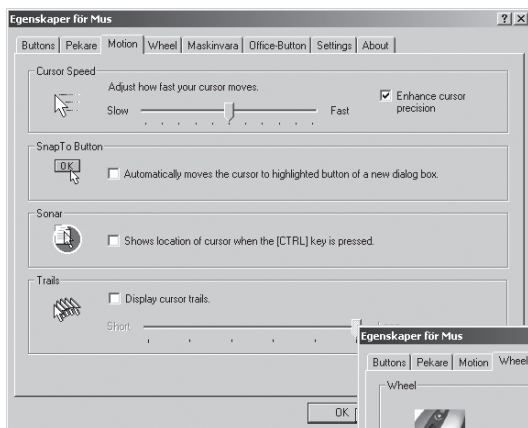 Egenskaper för Mus
Buttons Pekare Motion Wheel Maskinvara Office-Button Settings About
Cursor Speed
Adjust how fast your cursor moves.
Slow Fast
Enhance cursor
precision
SnapTo Button
OK
Automatically moves the cursor to highlighted button of a new dialog box.
Sonar
Shows location of cursor when the [CTRL] key is pressed.
Trails
Display cursor trails.
Short
OK
Egenskaper för Mus
Buttons Pekare Motion Wheel
Wheel